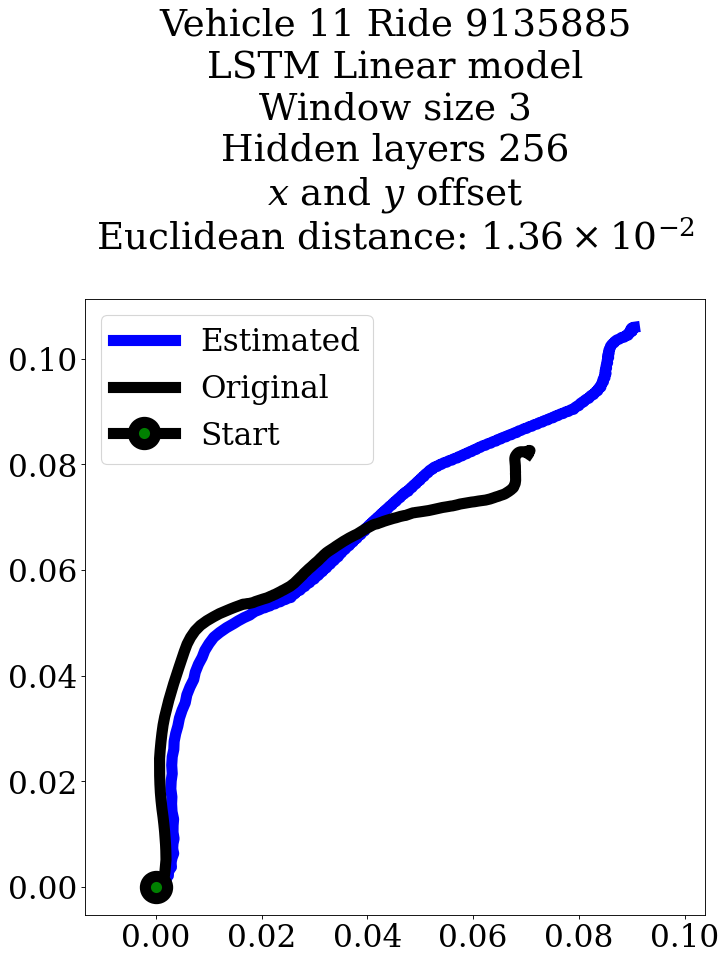 Vehicle 11 Ride 9135885
LSTM Linear model
Window size 3
Hidden layers 256
x and y offset
Euclidean distance: 1.36 × 10⁻²
Estimated
Original
Start
0.10
0.08
0.06
0.04
0.02
0.00
0.00 0.02 0.04 0.06 0.08 0.10